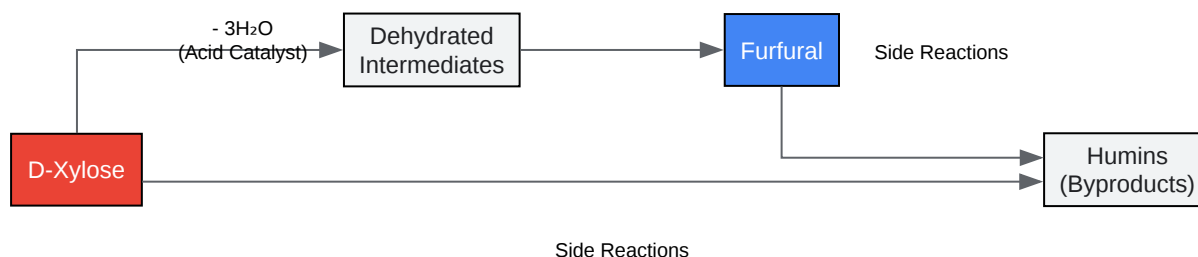 - 3H₂O
(Acid Catalyst)
Dehydrated
Intermediates
Furfural
Side Reactions
D-Xylose
Humins
(Byproducts)
Side Reactions